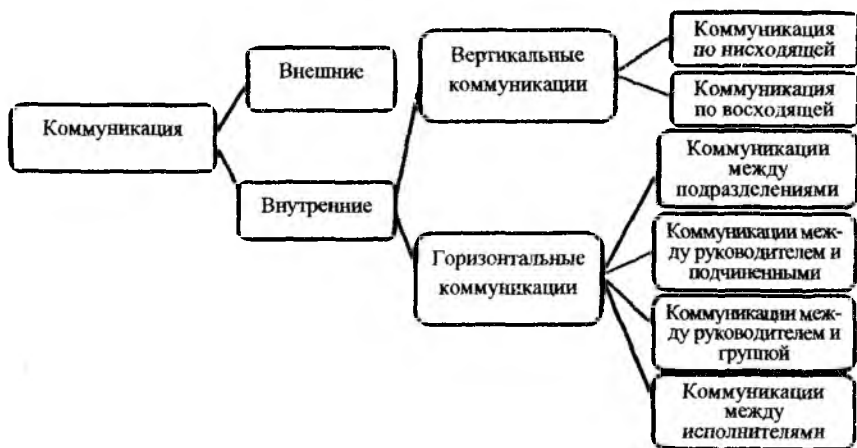 Коммуникация
Внешние
Внутренние
Вертикальные
коммуникации
Горизонтальные
коммуникации
Коммуникация
по нисходящей
Коммуникация
по восходящей
Коммуникации
между
подразделениями
Коммуникации меж-
ду руководителем и
подчиненными
Коммуникации меж-
ду руководителем и
группой
Коммуникации
между
исполнителями